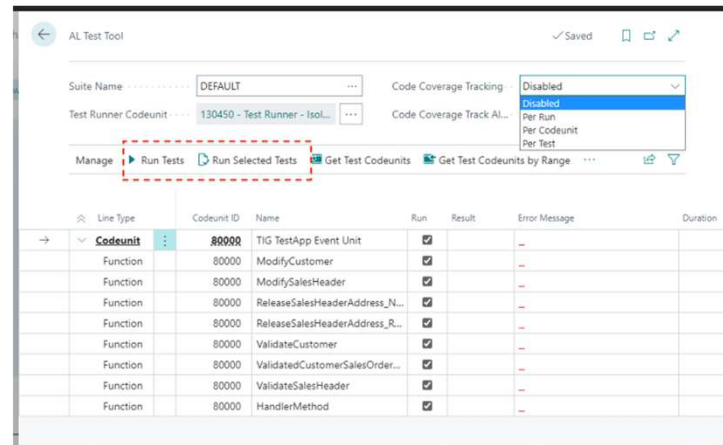 AL Test Tool
Saved
Suite Name
DEFAULT
Code Coverage Tracking
Disabled
Disabled
Per Run
Per Codeunit
Per Test
Test Runner Codeunit
130450 - Test Runner - Isol...
Code Coverage Track Al...
Manage Run Tests Run Selected Tests Get Test Codeunits Get Test Codeunits by Range ...
Line Type Codeunit ID Name Run Result Error Message Duration
Codeunit 80000 TIG TestApp Event Unit _
Function 80000 ModifyCustomer _
Function 80000 ModifySalesHeader _
Function 80000 ReleaseSalesHeaderAddress_N... _
Function 80000 ReleaseSalesHeaderAddress_R... _
Function 80000 ValidateCustomer _
Function 80000 ValidatedCustomerSalesOrder... _
Function 80000 ValidateSalesHeader _
Function 80000 HandlerMethod _